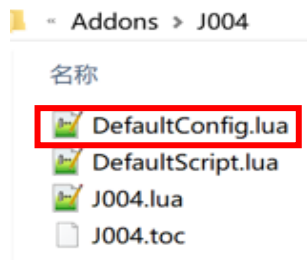 « Addons > J004
名称
DefaultConfig.lua
DefaultScript.lua
J004.lua
J004.toc